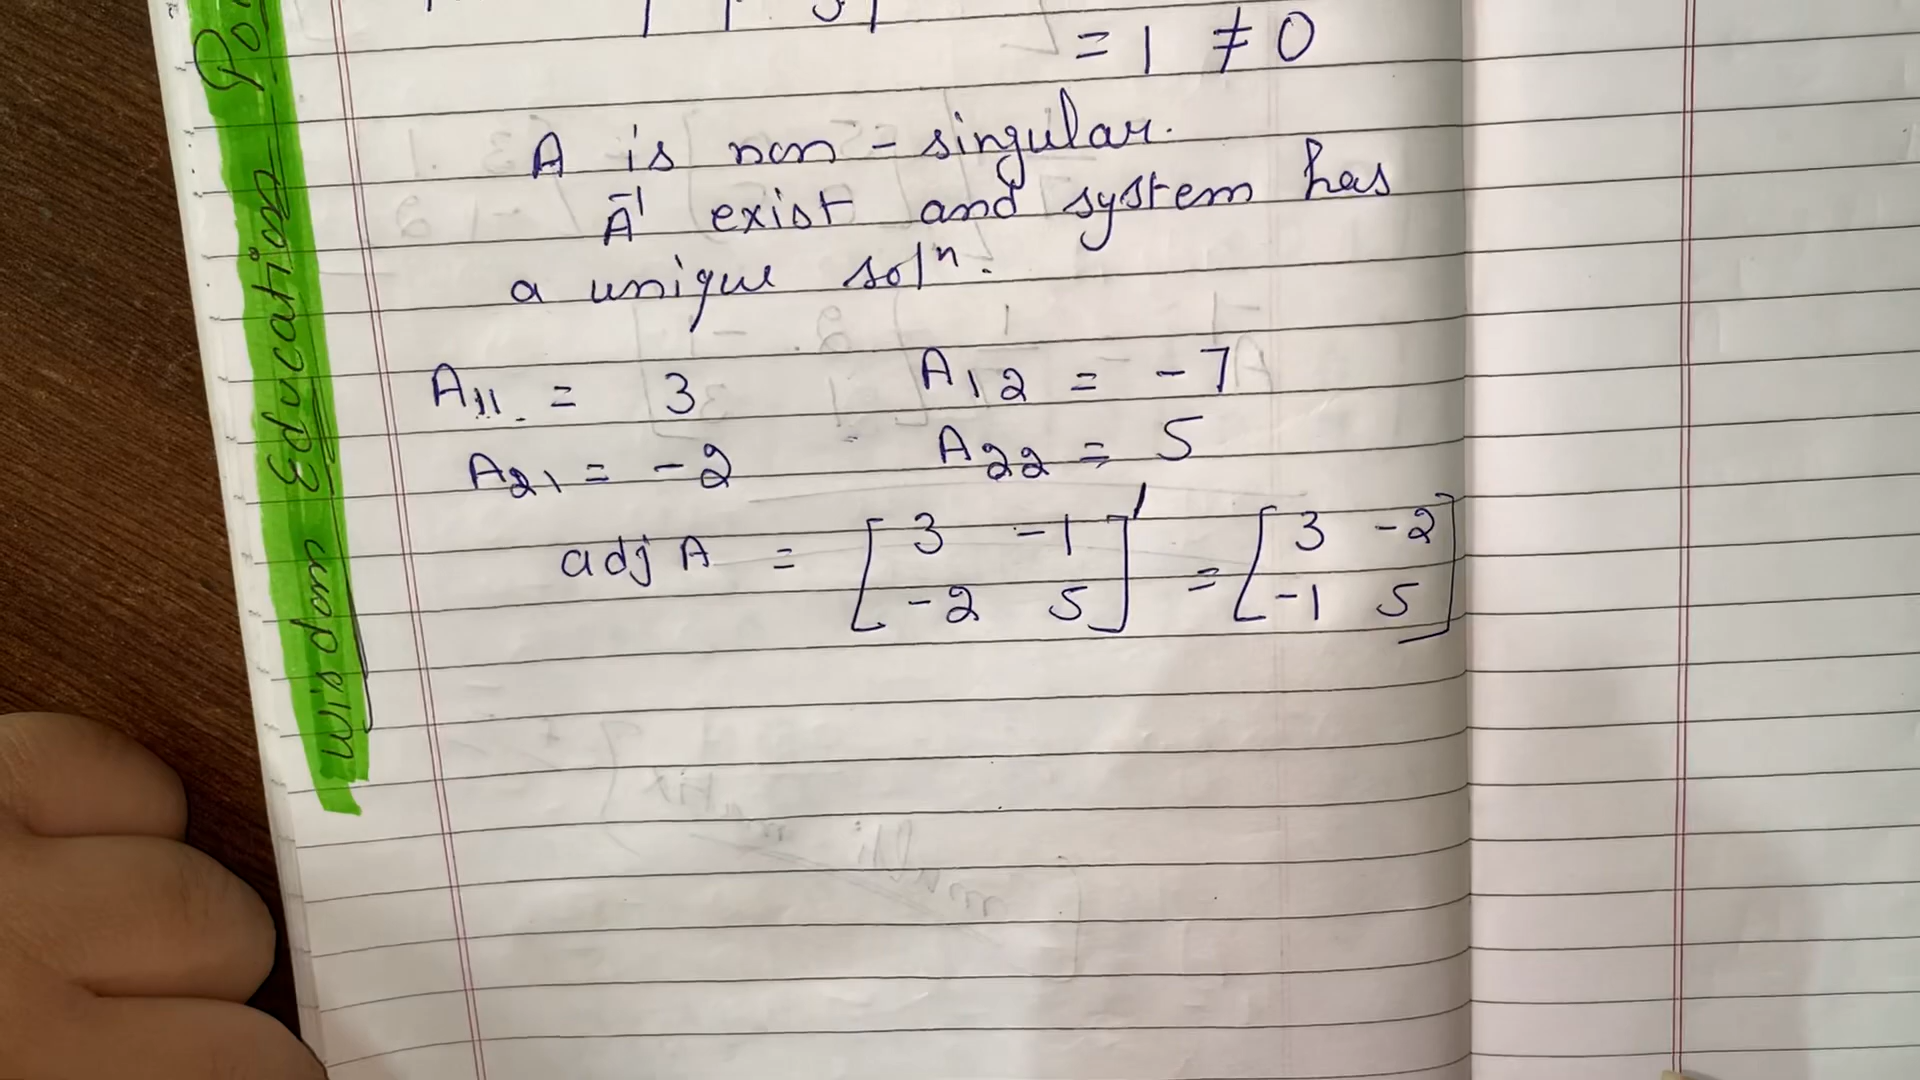 = 1 ≠ 0
A is non - singular.
A⁻¹ exist and system has
a unique solⁿ.
A₁₁ = 3 A₁₂ = -7
A₂₁ = -2 A₂₂ = 5
adj A = [3 -1 -2 5]' = [3 -2 -1 5]
wisdom Education